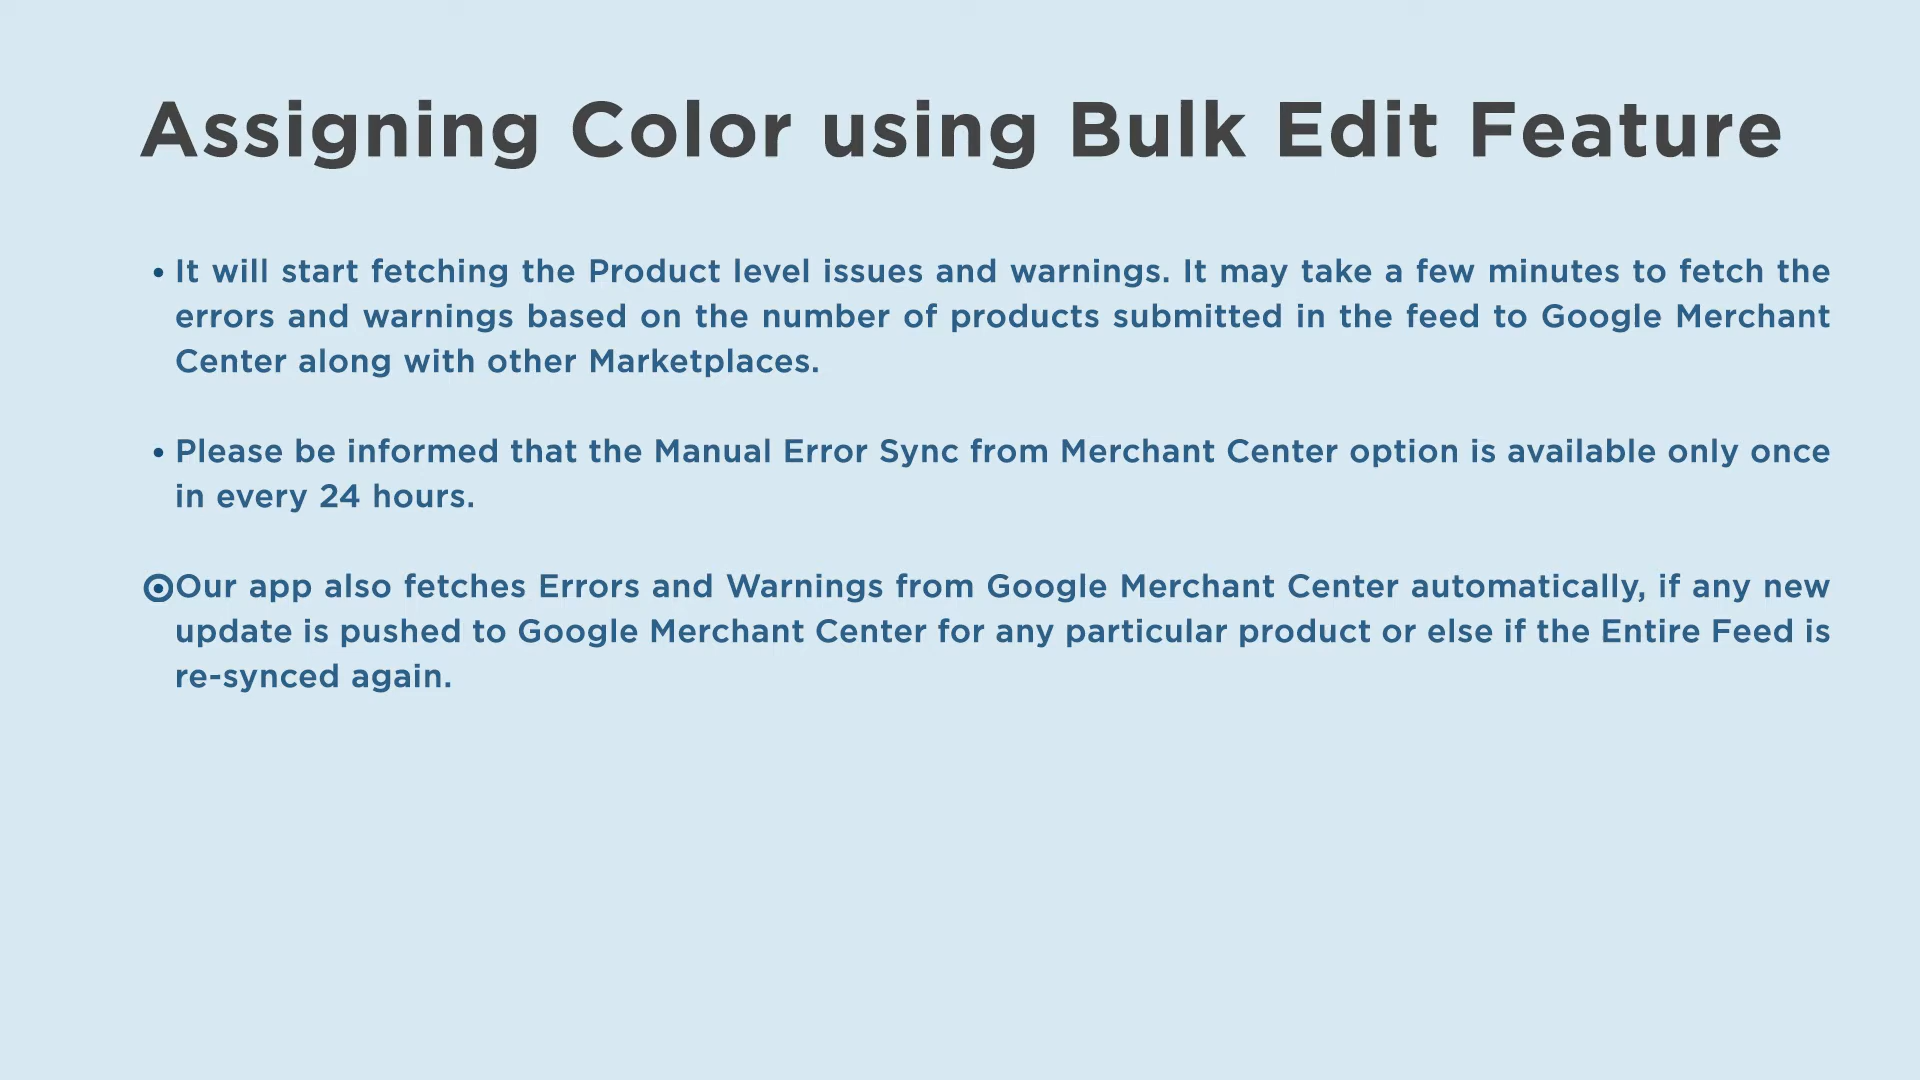 Assigning Color using Bulk Edit Feature
• It will start fetching the Product level issues and warnings. It may take a few minutes to fetch the
errors and warnings based on the number of products submitted in the feed to Google Merchant
Center along with other Marketplaces.
• Please be informed that the Manual Error Sync from Merchant Center option is available only once
in every 24 hours.
• Our app also fetches Errors and Warnings from Google Merchant Center automatically, if any new
update is pushed to Google Merchant Center for any particular product or else if the Entire Feed is
re-synced again.